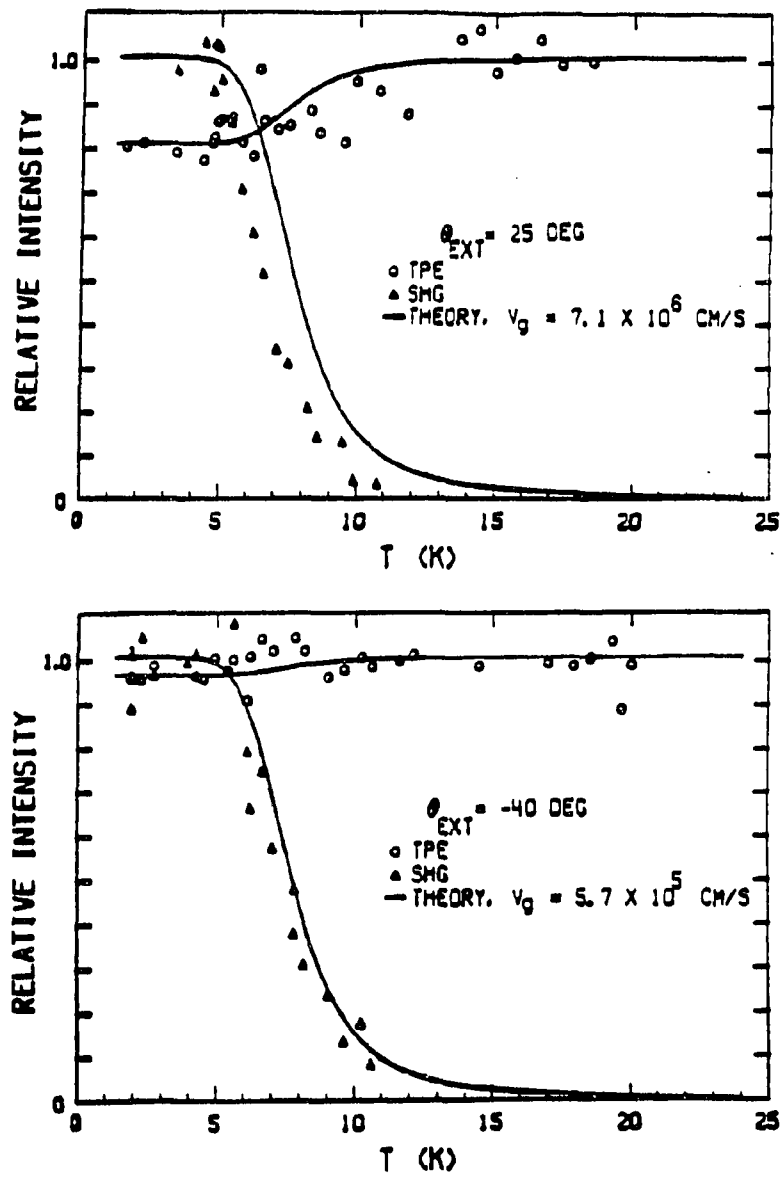 1.0
RELATIVE INTENSITY
θEXT = 25 DEG
○ TPE
▲ SHG
— THEORY, Vg = 7.1 X 10^6 CM/S
0
0 5 10 15 20 25
T (K)
1.0
RELATIVE INTENSITY
θEXT = -40 DEG
○ TPE
▲ SHG
— THEORY, Vg = 5.7 X 10^5 CM/S
0
0 5 10 15 20 25
T (K)